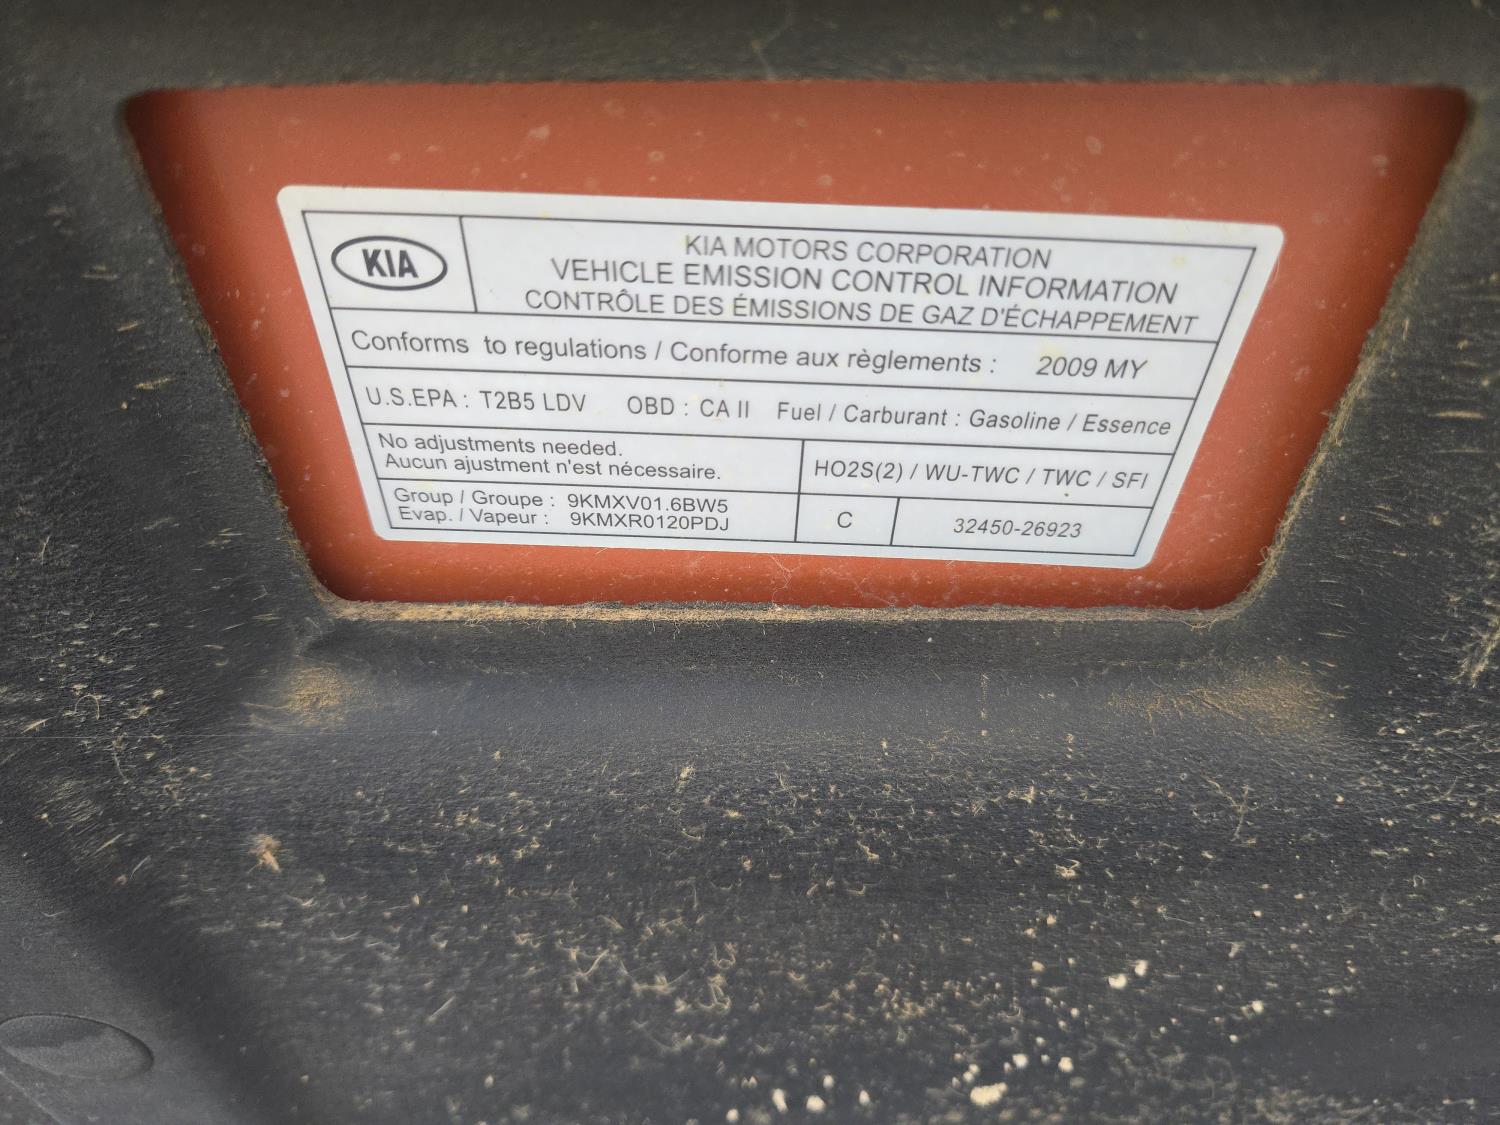 KIA
KIA MOTORS CORPORATION
VEHICLE EMISSION CONTROL INFORMATION
CONTRÔLE DES ÉMISSIONS DE GAZ D'ÉCHAPPEMENT
Conforms to regulations / Conforme aux règlements : 2009 MY
U.S.EPA : T2B5 LDV OBD : CA II Fuel / Carburant : Gasoline / Essence
No adjustments needed.
Aucun ajustment n'est nécessaire.
HO2S(2) / WU-TWC / TWC / SFI
Group / Groupe : 9KMXV01.6BW5
Evap. / Vapeur : 9KMXR0120PDJ
C
32450-26923